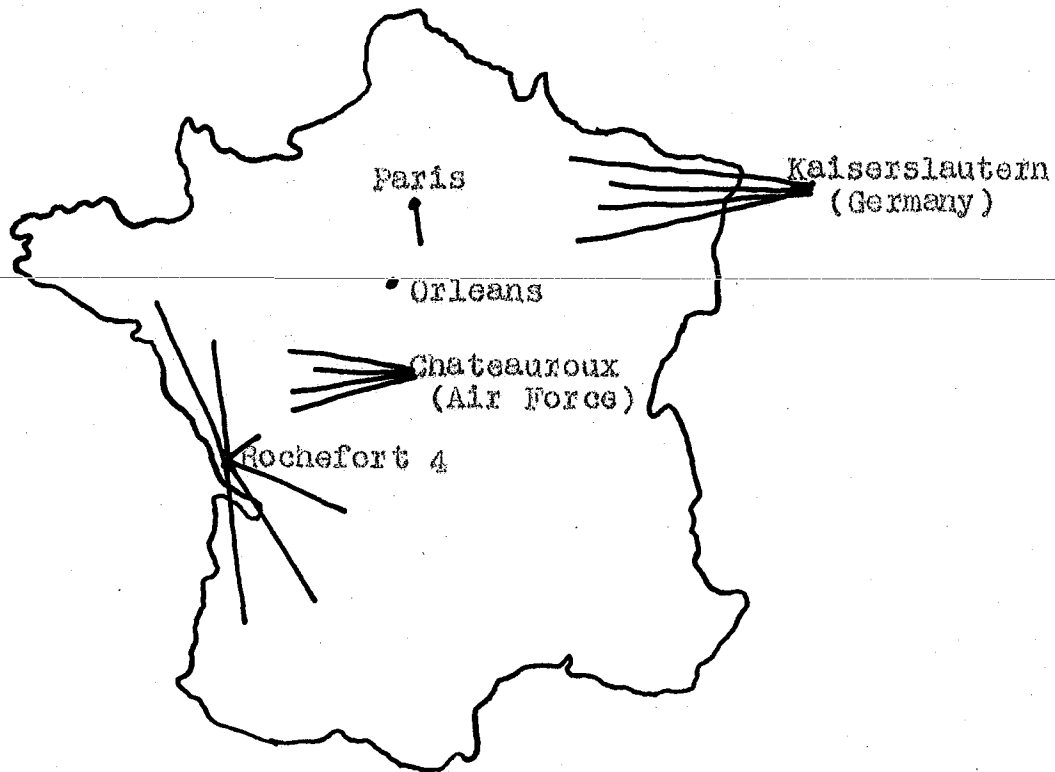 Paris
Kaiserslautern
(Germany)
Orleans
Chateauroux
(Air Force)
Rochefort 4